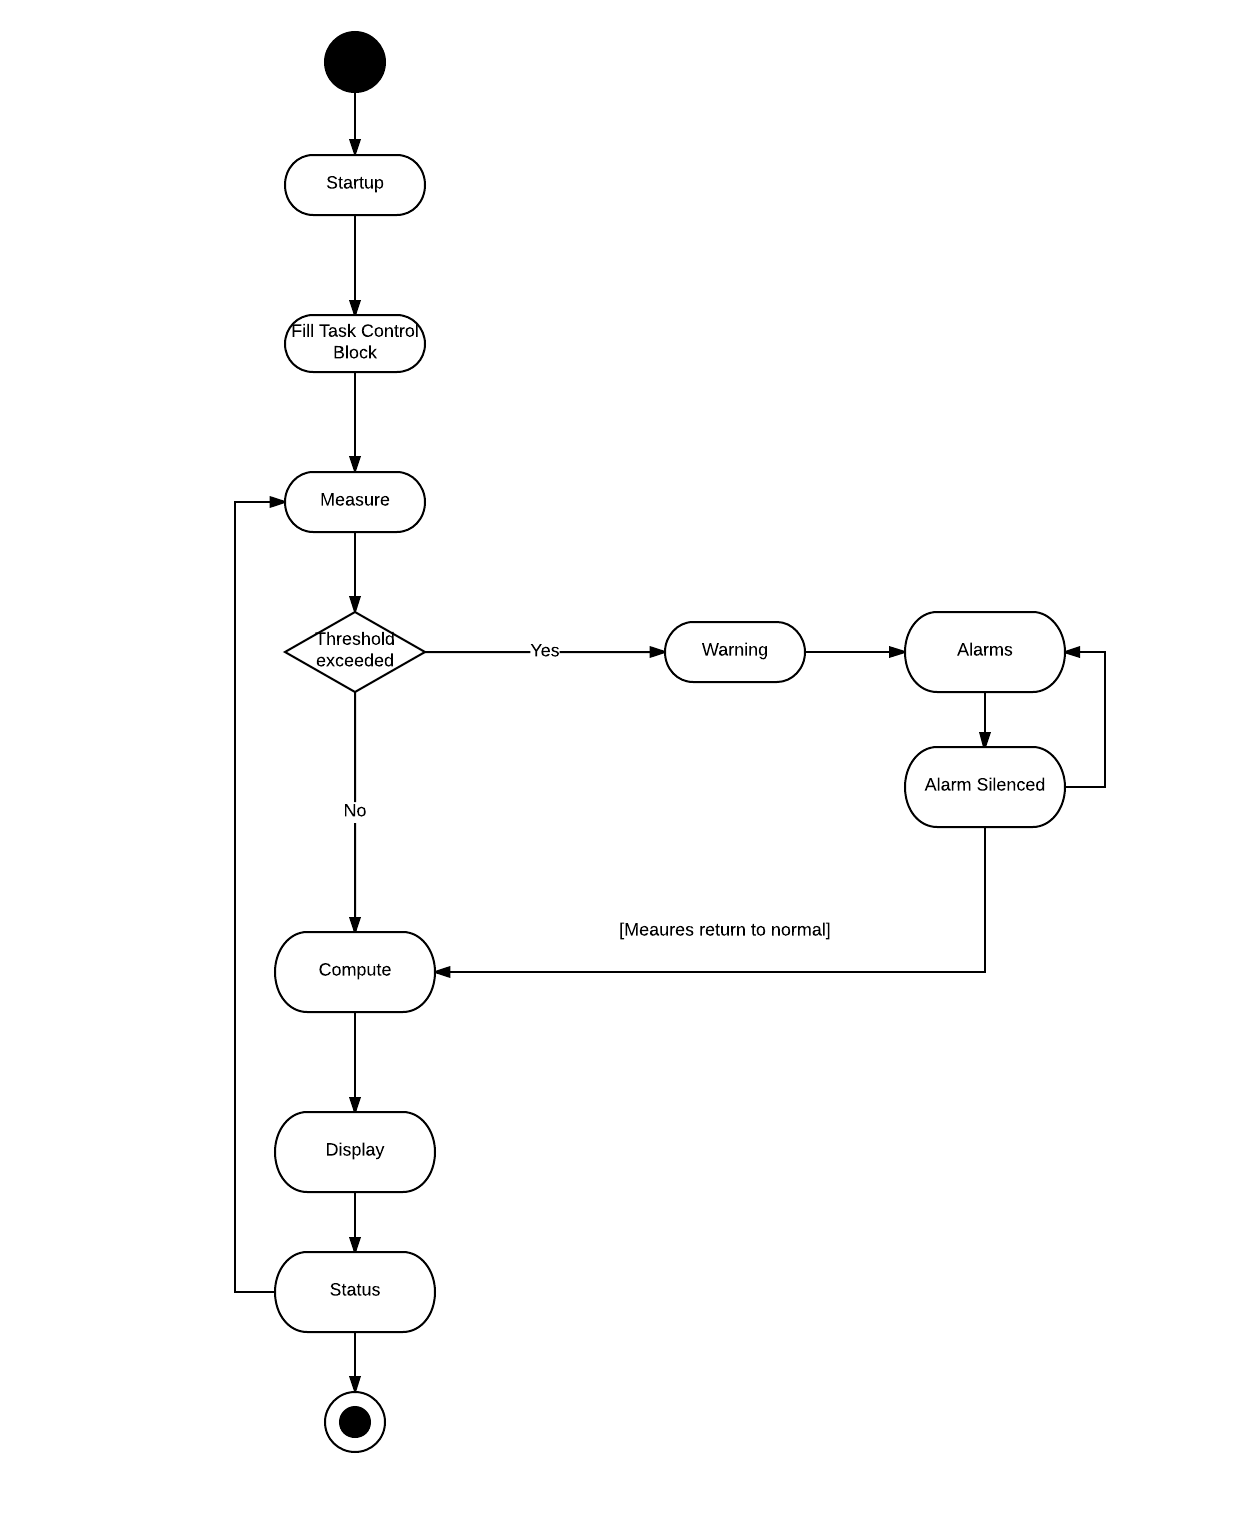 Startup
Fill Task Control
Block
Measure
Threshold
exceeded
Yes
Warning
Alarms
Alarm Silenced
No
[Meaures return to normal]
Compute
Display
Status